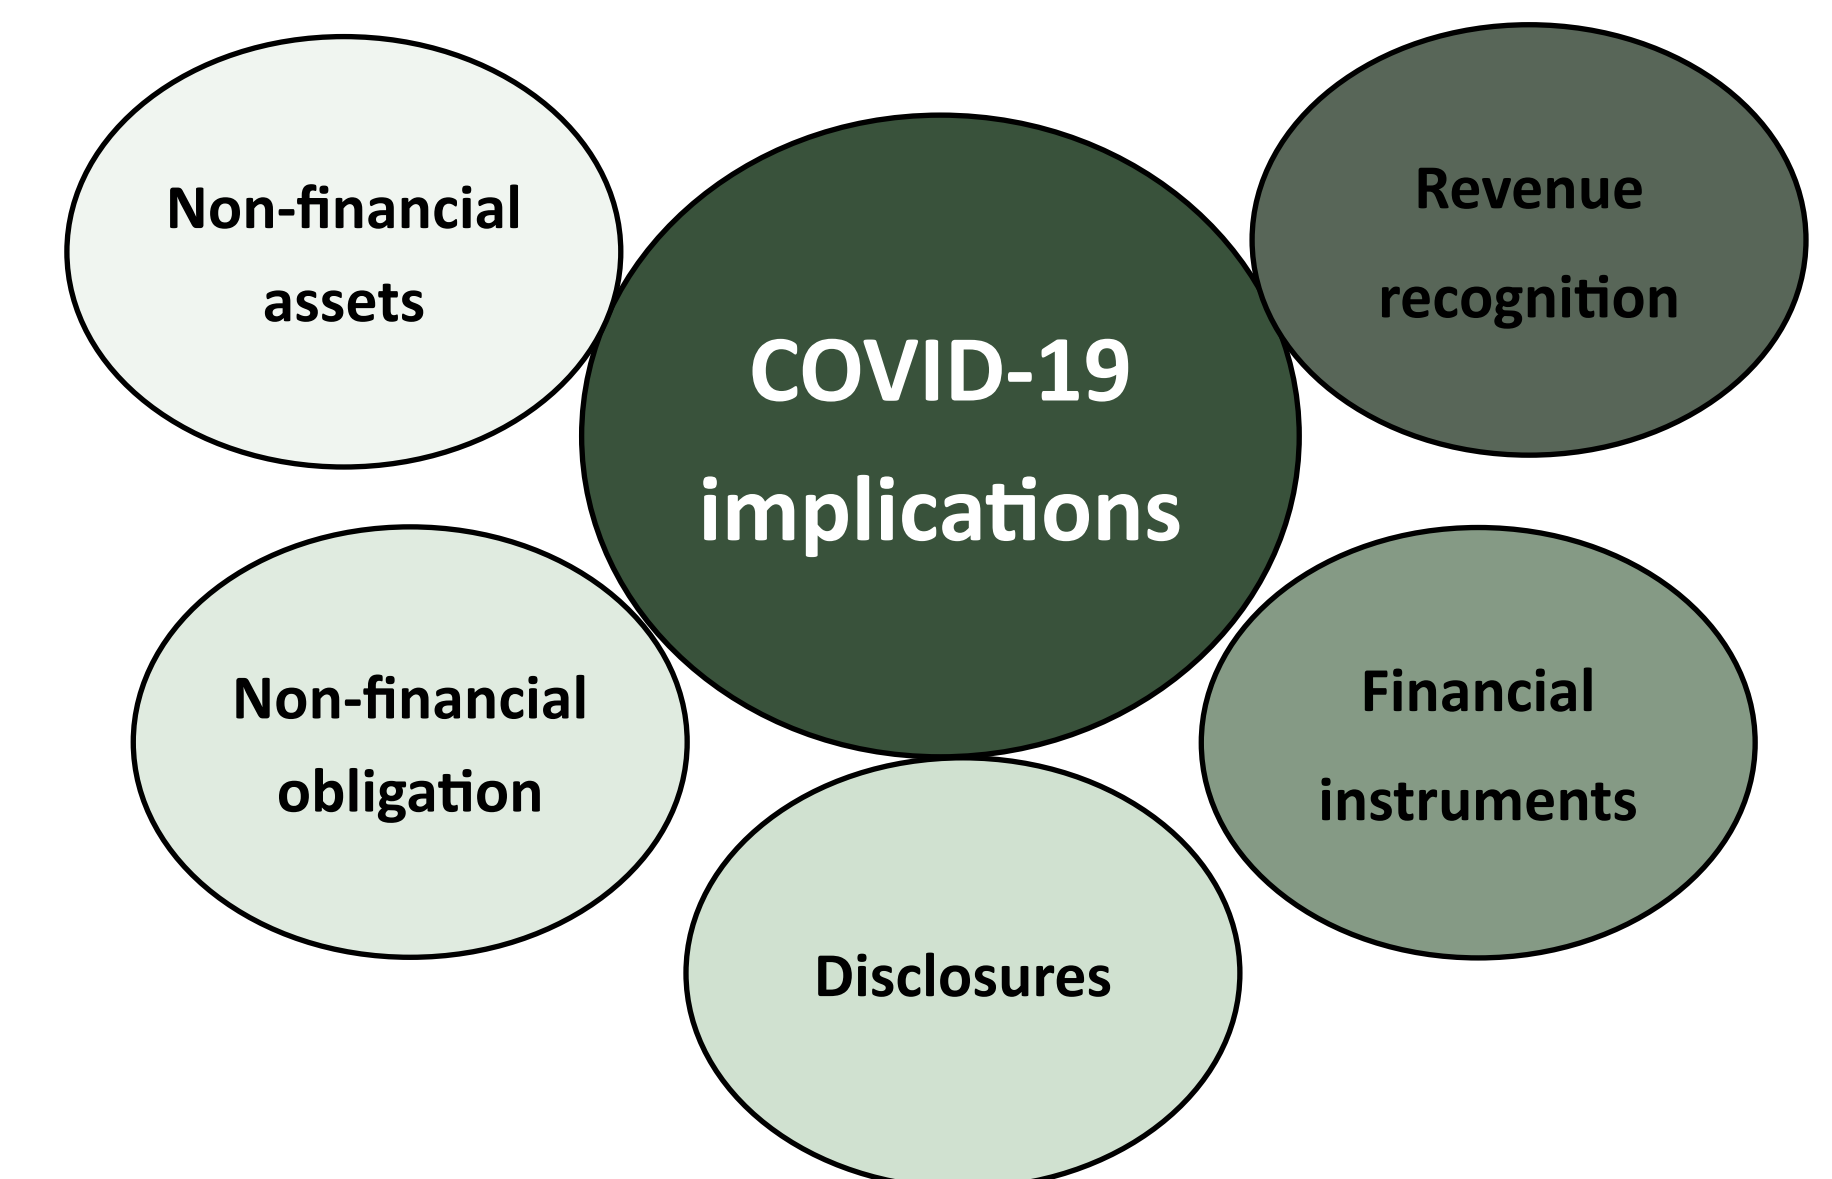 Non-financial
assets
COVID-19
implications
Revenue
recognition
Non-financial
obligation
Financial
instruments
Disclosures